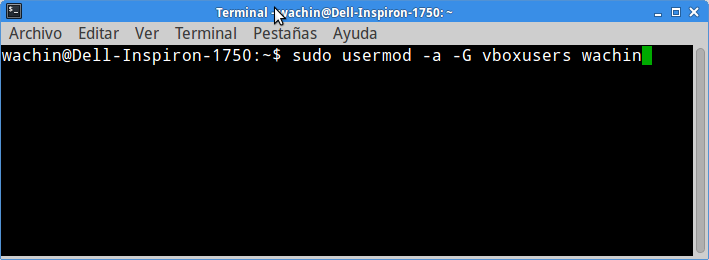 Terminal - wachin@Dell-Inspiron-1750: ~
Archivo Editar Ver Terminal Pestañas Ayuda
wachin@Dell-Inspiron-1750:~$ sudo usermod -a -G vboxusers wachin